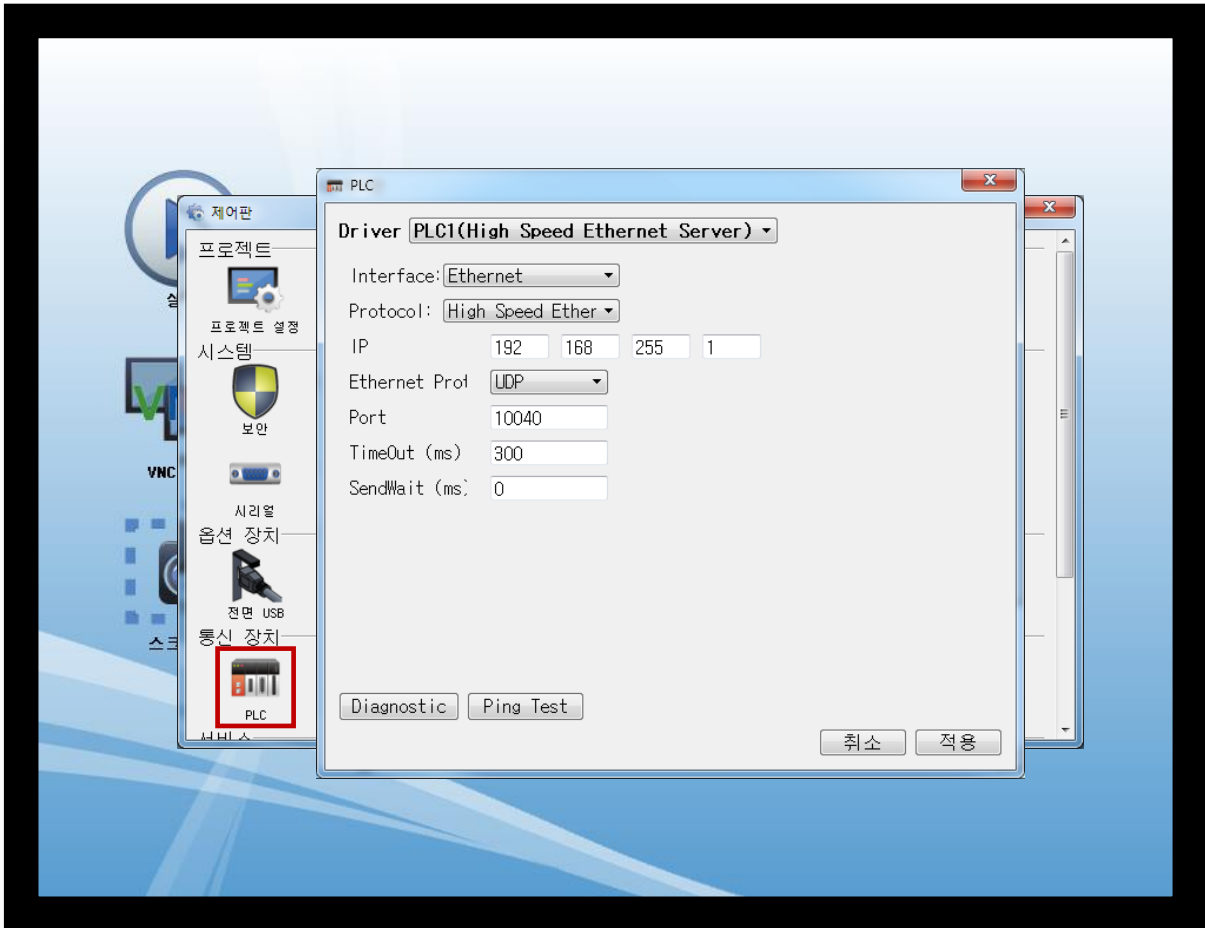 PLC
제어판
Driver PLC1(High Speed Ethernet Server)
프로젝트
Interface: Ethernet
프로젝트 설정
Protocol: High Speed Ether
시스템
IP 192 168 255 1
Ethernet Prot UDP
보안
Port 10040
TimeOut (ms) 300
VNC
SendWait (ms) 0
시리얼
옵션 장치
전면 USB
통신 장치
PLC
Diagnostic Ping Test
서비스
취소 적용